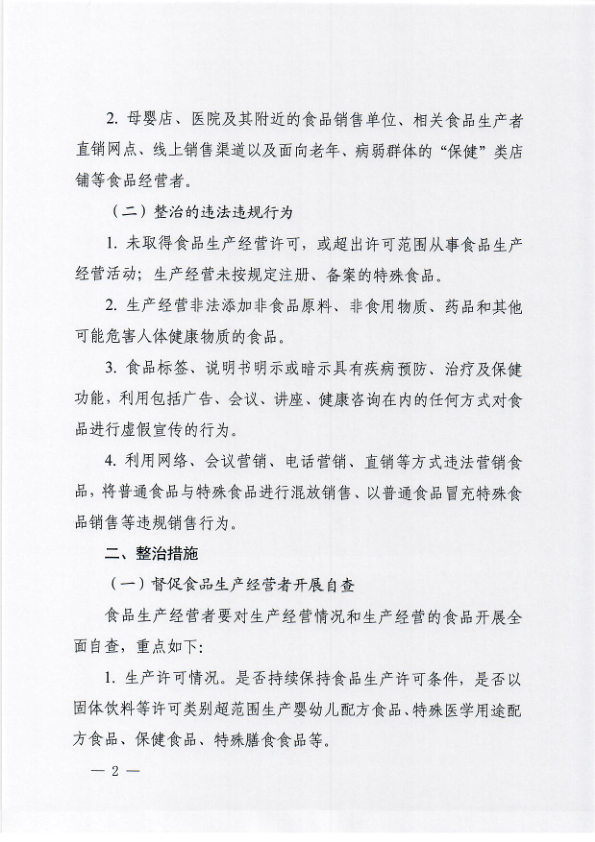 2. 母婴店、医院及其附近的食品销售单位、相关食品生产者
直销网点、线上销售渠道以及面向老年、病弱群体的“保健”类店
铺等食品经营者。
（二）整治的违法违规行为
1. 未取得食品生产经营许可，或超出许可范围从事食品生产
经营活动；生产经营未按规定注册、备案的特殊食品。
2. 生产经营非法添加非食品原料、非食用物质、药品和其他
可能危害人体健康物质的食品。
3. 食品标签、说明书明示或暗示具有疾病预防、治疗及保健
功能，利用包括广告、会议、讲座、健康咨询在内的任何方式对食
品进行虚假宣传的行为。
4. 利用网络、会议营销、电话营销、直销等方式违法营销食
品，将普通食品与特殊食品进行混放销售、以普通食品冒充特殊食
品销售等违规销售行为。
二、整治措施
（一）督促食品生产经营者开展自查
食品生产经营者要对生产经营情况和生产经营的食品开展全
面自查，重点如下：
1. 生产许可情况。是否持续保持食品生产许可条件，是否以
固体饮料等许可类别超范围生产婴幼儿配方食品、特殊医学用途配
方食品、保健食品、特殊膳食食品等。
— 2 —